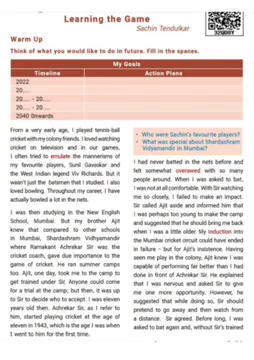 Learning the Game
Sachin Tendulkar
Warm Up
Think of what you would like to do in future. Fill in the spaces.
My Goals
Timeline
Action Plans
2022
20....
20.... - 20....
20.... - 20....
2040 Onwards
From a very early age, I played tennis-ball
cricket with my colony friends. I loved watching
cricket on television and in our games,
I often tried to emulate the mannerisms of
my favourite players, Sunil Gavaskar and
the West Indian legend Viv Richards. But it
wasn't just the batsmen that I studied. I also
loved bowling. Throughout my career, I have
actually bowled a lot in the nets.
I was then studying in the New English
School, Mumbai. But my brother Ajit
knew that compared to other schools
in Mumbai, Shardashram Vidhyamandir
where Ramakant Achrekar Sir was the
cricket coach, gave due importance to the
game of cricket. He ran summer camps
too. Ajit, one day, took me to the camp to
get trained under Sir. Anyone could come
for a trial at the camp; but then, it was up
to Sir to decide who to accept. I was eleven
years old then. Achrekar Sir, as I refer to
him, started playing cricket at the age of
eleven in 1943, which is the age I was when
I went to him for the first time.
• Who were Sachin's favourite players?
• What was special about Shardashram
Vidyamandir in Mumbai?
I had never batted in the nets before and
felt somewhat overawed with so many
people around. When I was asked to bat,
I was not at all comfortable. With Sir watching
me so closely, I failed to make an impact.
Sir called Ajit aside and informed him that
I was perhaps too young to make the camp
and suggested that he should bring me back
when I was a little older. My induction into
the Mumbai cricket circuit could have ended
in failure - but for Ajit's insistence. Having
seen me play in the colony, Ajit knew I was
capable of performing far better than I had
done in front of Achrekar Sir. He explained
that I was nervous and asked Sir to give
me one more opportunity. However, he
suggested that while doing so, Sir should
pretend to go away and then watch from
a distance. Sir agreed. Before long, I was
asked to bat again and, without Sir's trained